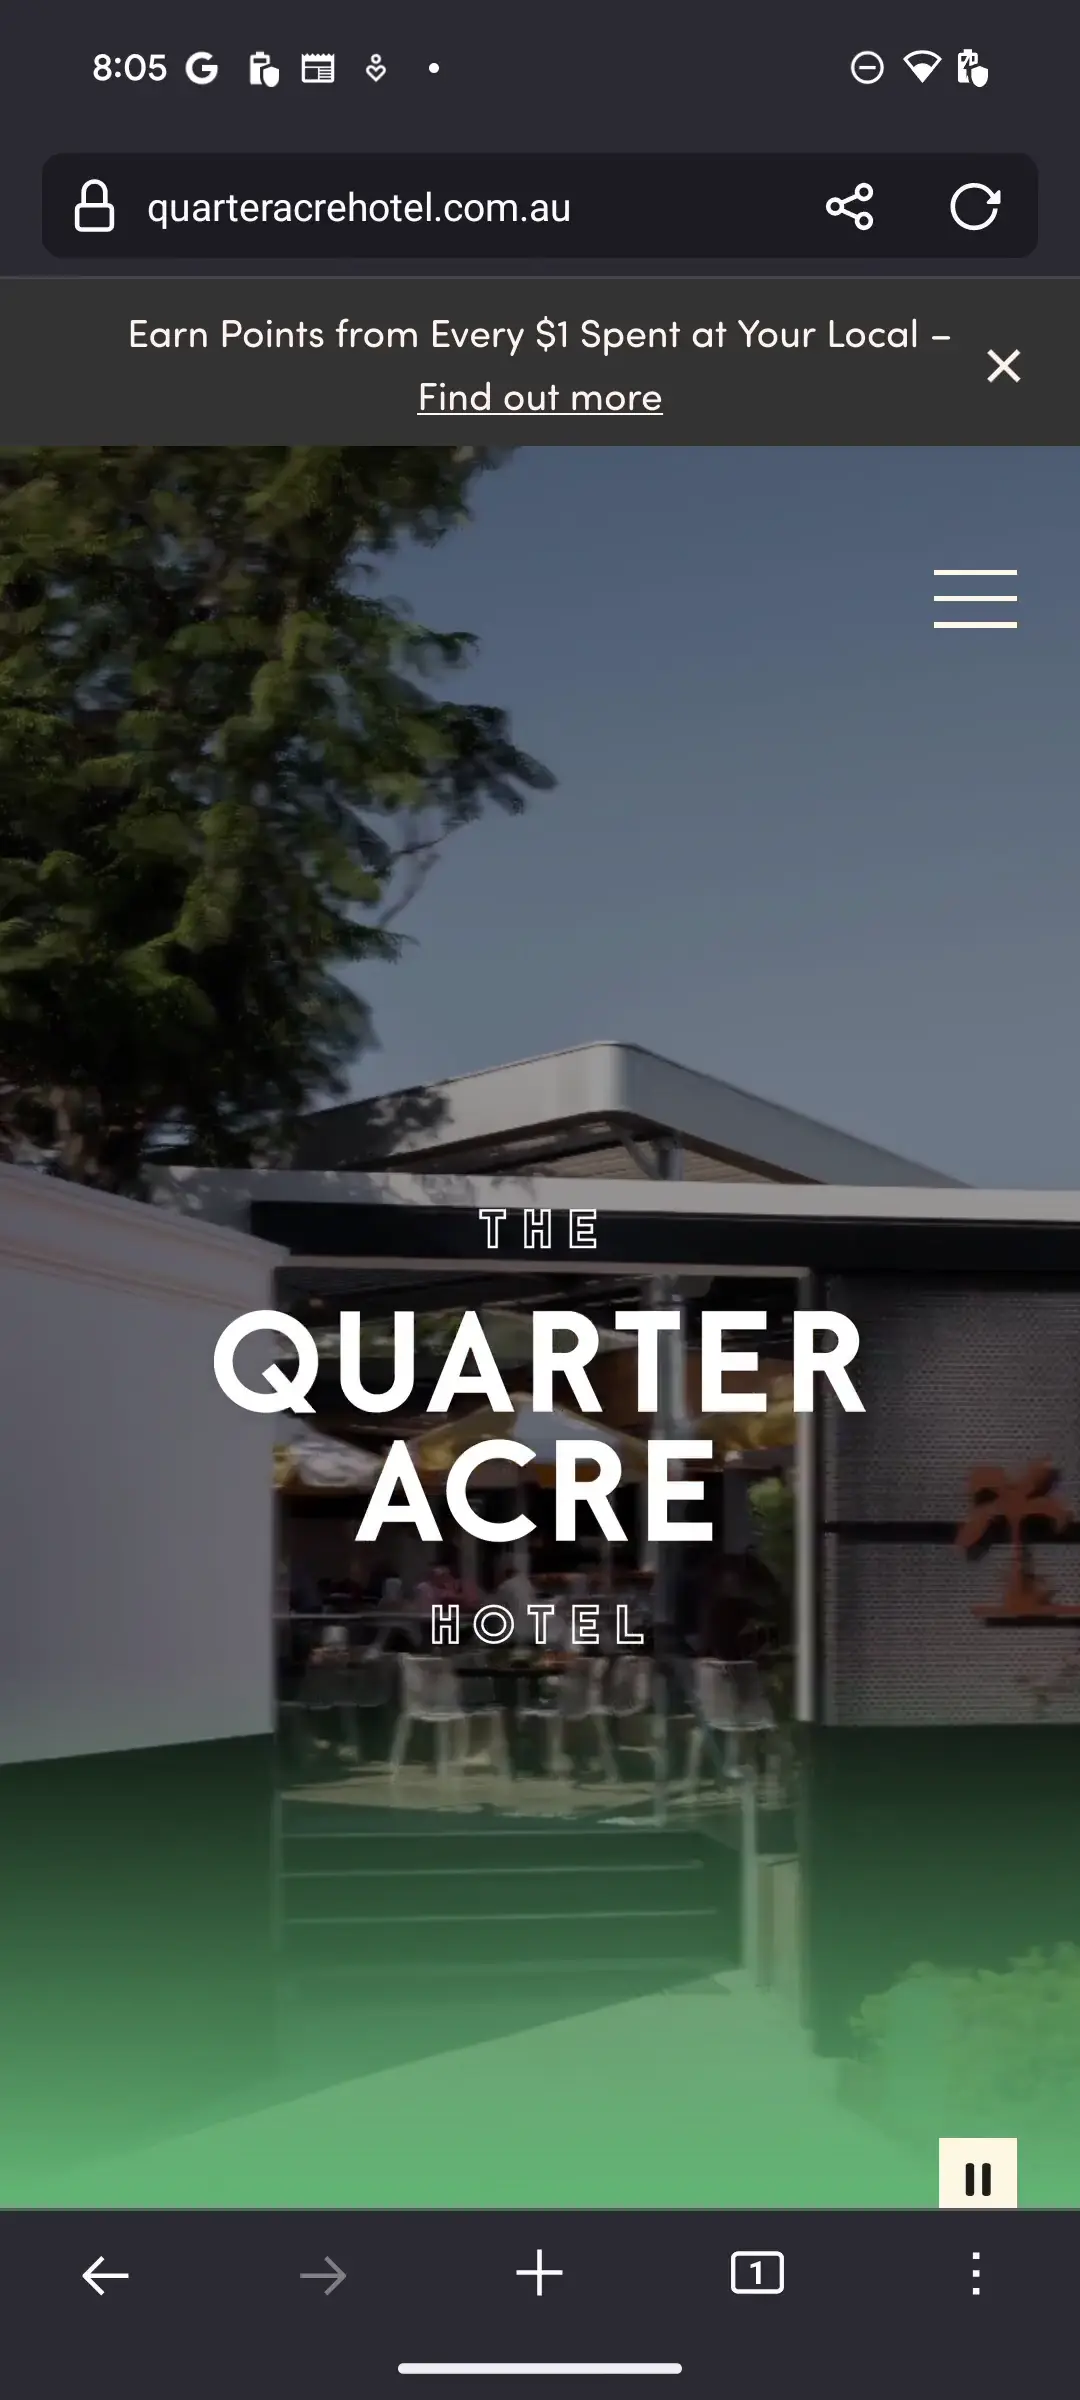 8:05
quarteracrehotel.com.au
Earn Points from Every $1 Spent at Your Local –
Find out more
THE
QUARTER
ACRE
HOTEL
1